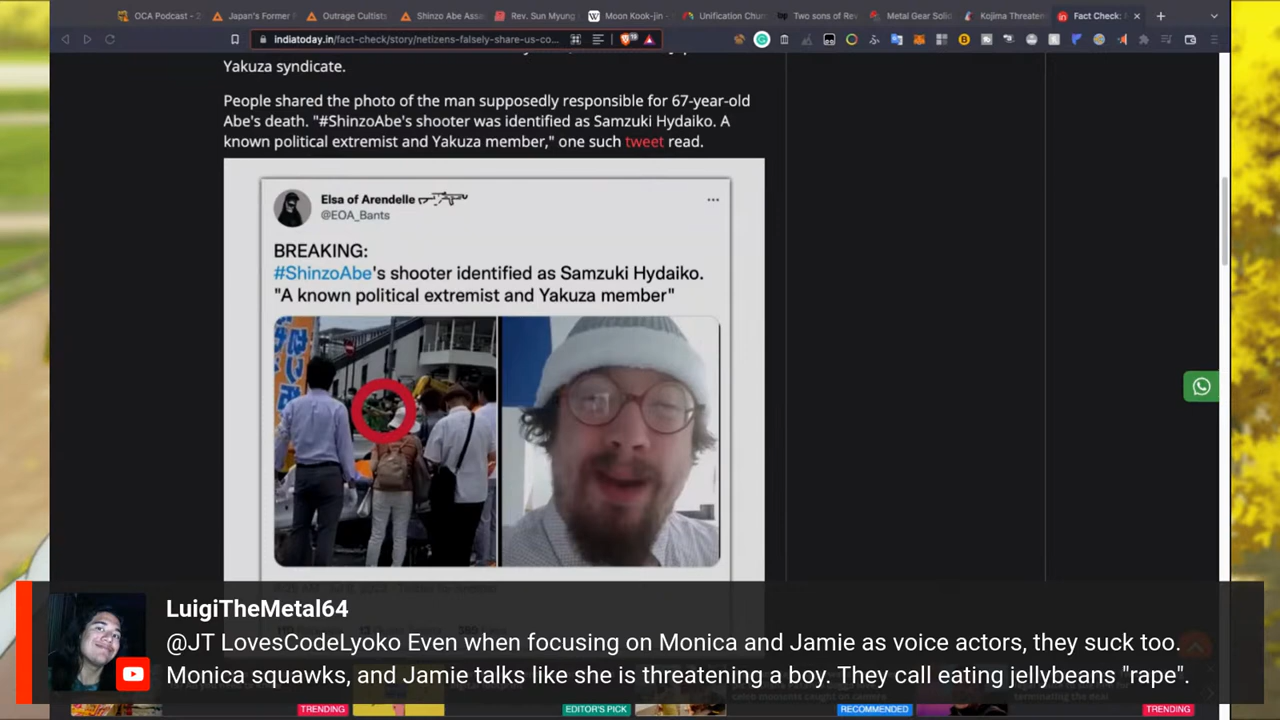 OCA Podcast - 2
Japan's Former
Outrage Cultists
Shinzo Abe Assa
Rev. Sun Myung
Moon Kook-jin -
Unification Chu
Two sons of Rev
Metal Gear Solid
Kojima Threaten
Fact Check:
indiatoday.in/fact-check/story/netizens-falsely-share-us-co...
Yakuza syndicate.
People shared the photo of the man supposedly responsible for 67-year-old
Abe's death. "#ShinzoAbe's shooter was identified as Samzuki Hydaiko. A
known political extremist and Yakuza member," one such tweet read.
Elsa of Arendelle
@EOA_Bants
BREAKING:
#ShinzoAbe's shooter identified as Samzuki Hydaiko.
"A known political extremist and Yakuza member"
LuigiTheMetal64
@JT LovesCodeLyoko Even when focusing on Monica and Jamie as voice actors, they suck too.
Monica squawks, and Jamie talks like she is threatening a boy. They call eating jellybeans "rape".
TRENDING
EDITOR'S PICK
RECOMMENDED
TRENDING